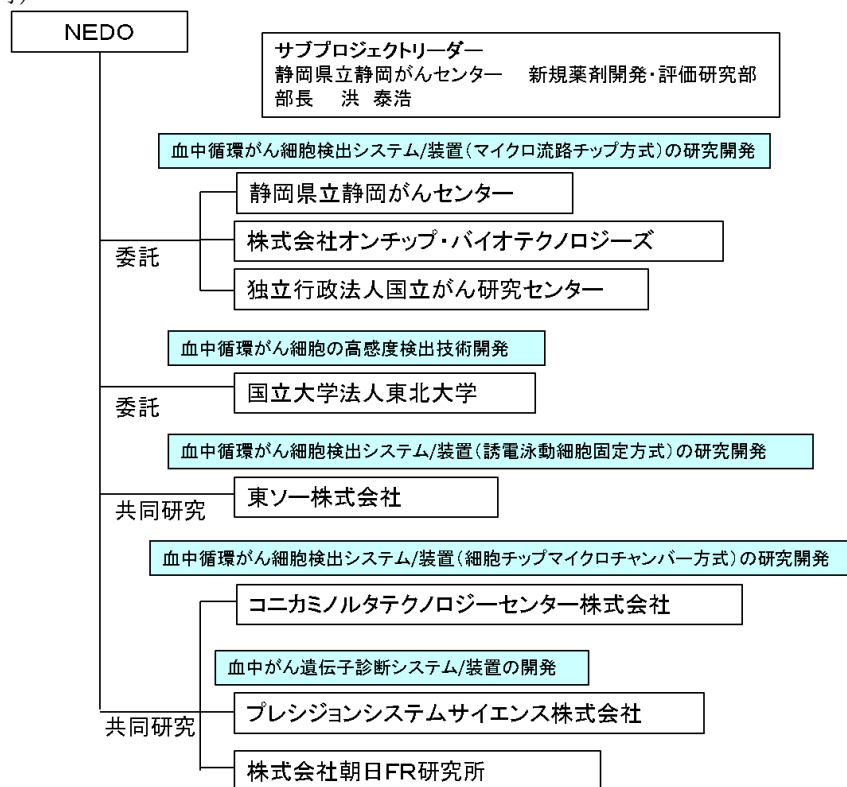 NEDO
サブプロジェクトリーダー
静岡県立静岡がんセンター　新規薬剤開発・評価研究部
部長　洪　泰浩
血中循環がん細胞検出システム/装置(マイクロ流路チップ方式)の研究開発
静岡県立静岡がんセンター
株式会社オンチップ・バイオテクノロジーズ
委託
独立行政法人国立がん研究センター
血中循環がん細胞の高感度検出技術開発
国立大学法人東北大学
委託
血中循環がん細胞検出システム/装置(誘電泳動細胞固定方式)の研究開発
東ソー株式会社
共同研究
血中循環がん細胞検出システム/装置(細胞チップマイクロチャンバー方式)の研究開発
コニカミノルタテクノロジーセンター株式会社
血中がん遺伝子診断システム/装置の開発
プレシジョンシステムサイエンス株式会社
共同研究
株式会社朝日FR研究所